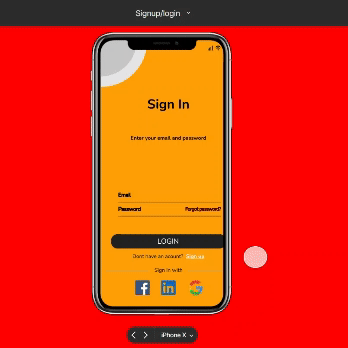 Signup/login
Sign In
Enter your email and password
Email
Password Forgot password?
LOGIN
Dont have an acount? Sign up
Sign in with
f in G
iPhone X